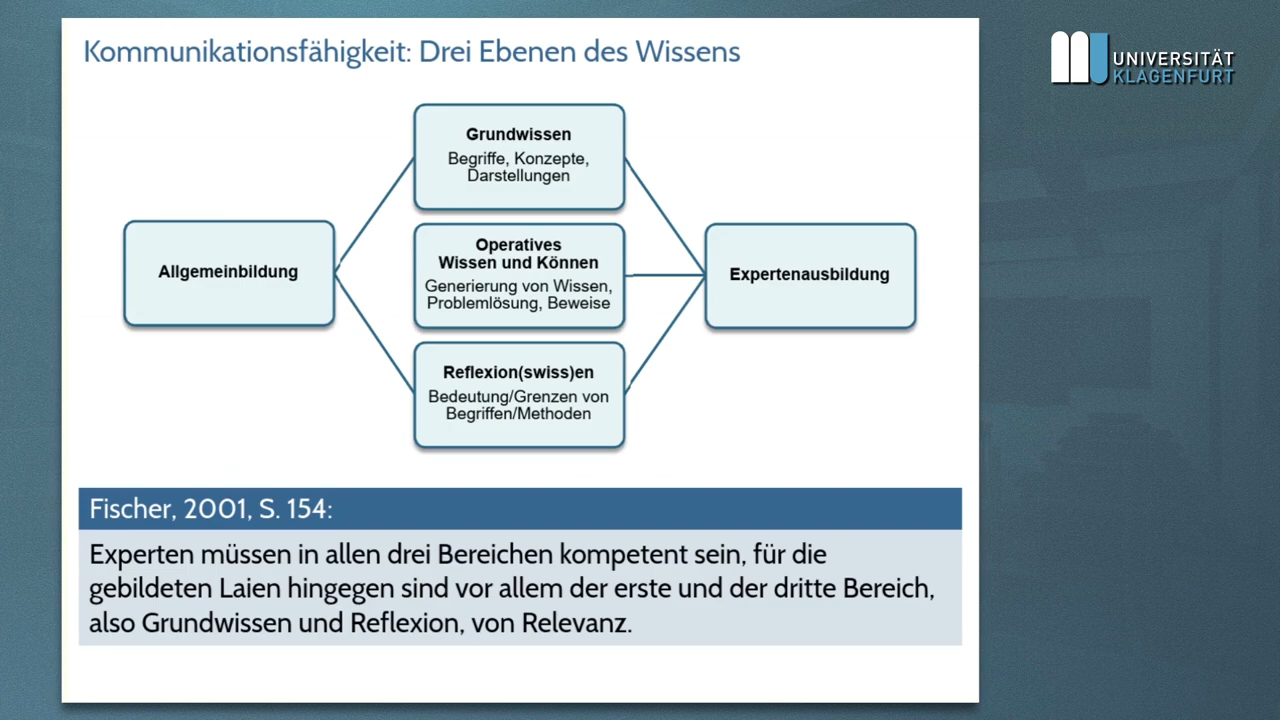 Kommunikationsfähigkeit: Drei Ebenen des Wissens
UNIVERSITÄT
KLAGENFURT
Grundwissen
Begriffe, Konzepte,
Darstellungen
Allgemeinbildung
Operatives
Wissen und Können
Generierung von Wissen,
Problemlösung, Beweise
Expertenausbildung
Reflexion(swiss)en
Bedeutung/Grenzen von
Begriffen/Methoden
Fischer, 2001, S. 154:
Experten müssen in allen drei Bereichen kompetent sein, für die
gebildeten Laien hingegen sind vor allem der erste und der dritte Bereich,
also Grundwissen und Reflexion, von Relevanz.